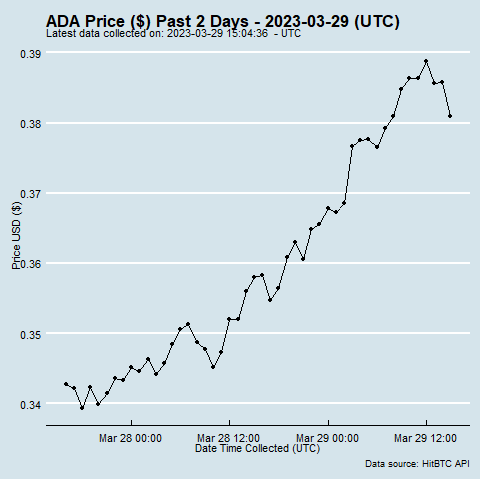 ADA Price ($) Past 2 Days - 2023-03-29 (UTC)
Latest data collected on: 2023-03-29 15:04:36  - UTC
0.39
0.38
0.37
0.36
0.35
0.34
Price USD ($)
Mar 28 00:00
Mar 28 12:00
Mar 29 00:00
Mar 29 12:00
Date Time Collected (UTC)
Data source: HitBTC API